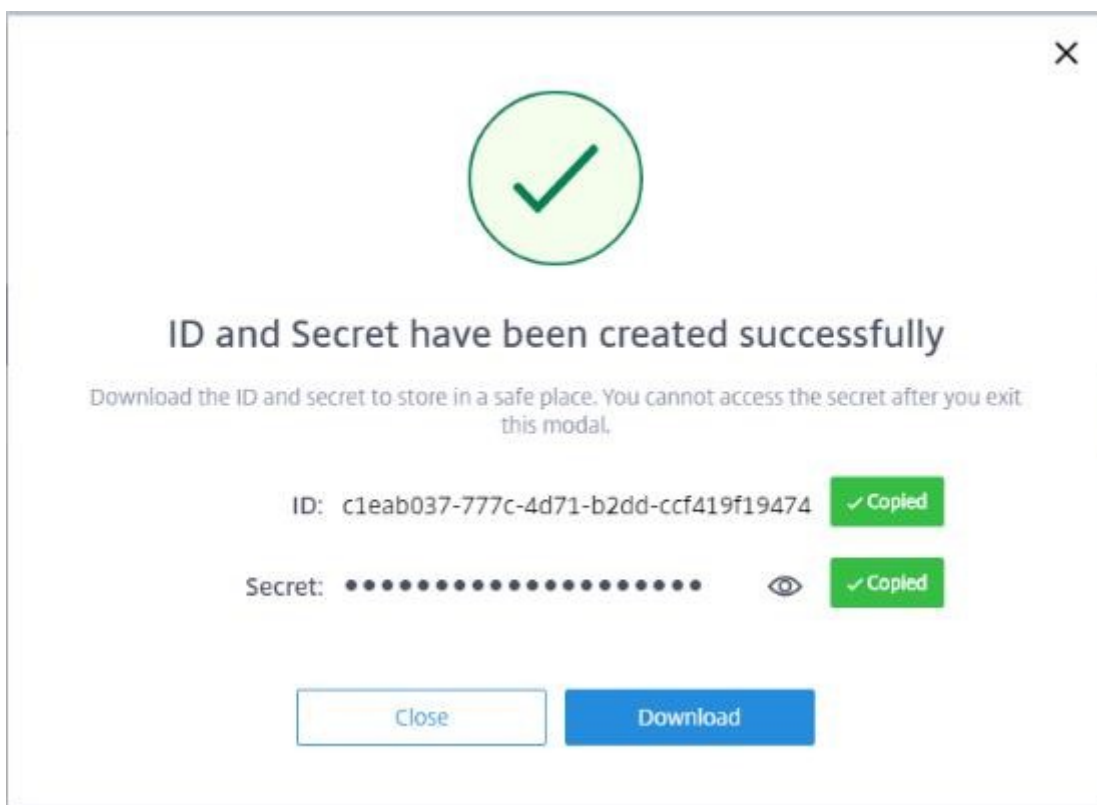 ID and Secret have been created successfully
Download the ID and secret to store in a safe place. You cannot access the secret after you exit
this modal.
ID: c1eab037-777c-4d71-b2dd-ccf419f19474 Copied
Secret: ●●●●●●●●●●●●●●●●●●●● Copied
Close Download